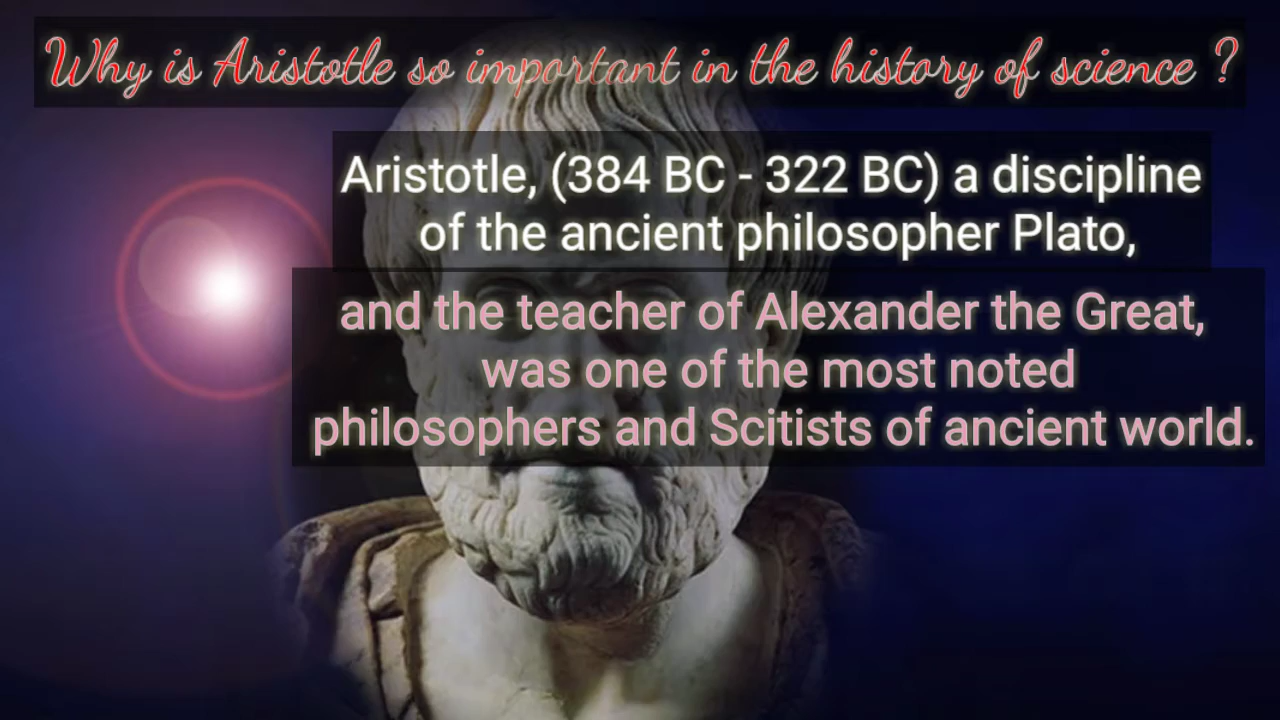 Why is Aristotle so important in the history of science ?
Aristotle, (384 BC - 322 BC) a discipline
of the ancient philosopher Plato,
and the teacher of Alexander the Great,
was one of the most noted
philosophers and Scitists of ancient world.